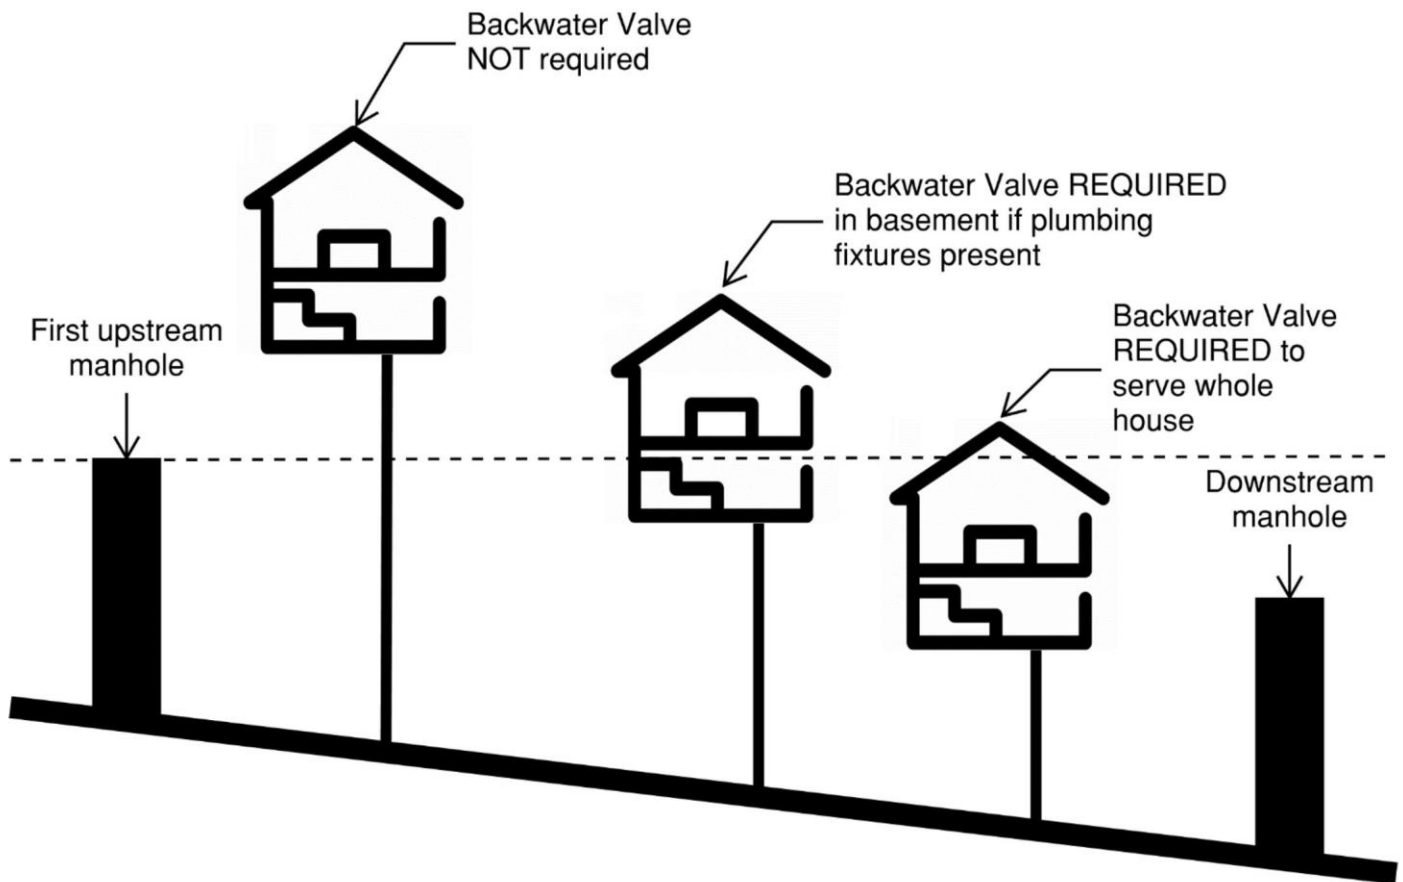 Backwater Valve
NOT required
Backwater Valve REQUIRED
in basement if plumbing
fixtures present
First upstream
manhole
Backwater Valve
REQUIRED to
serve whole
house
Downstream
manhole